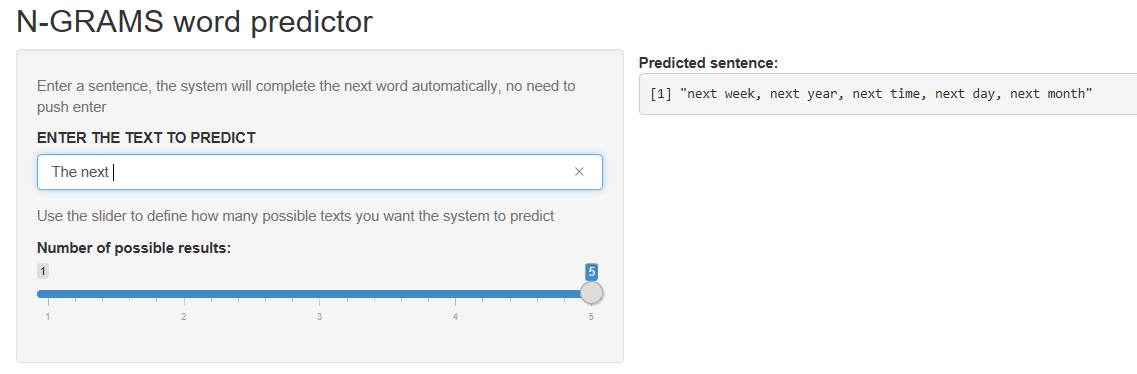 N-GRAMS word predictor
Enter a sentence, the system will complete the next word automatically, no need to
push enter
ENTER THE TEXT TO PREDICT
The next
×
Use the slider to define how many possible texts you want the system to predict
Number of possible results:
1 5
1 2 3 4 5
Predicted sentence:
[1] "next week, next year, next time, next day, next month"